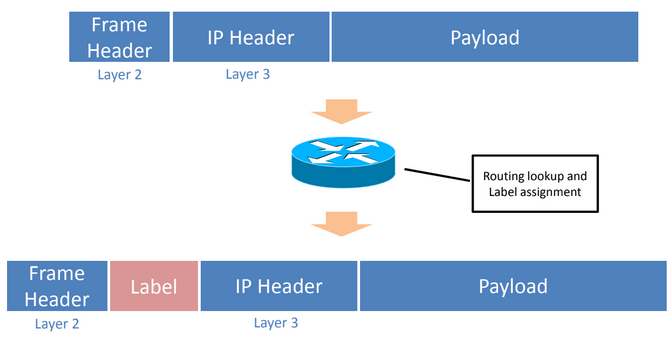 Frame
Header
IP Header
Payload
Layer 2
Layer 3
Routing lookup and
Label assignment
Frame
Header
Label
IP Header
Payload
Layer 2
Layer 3